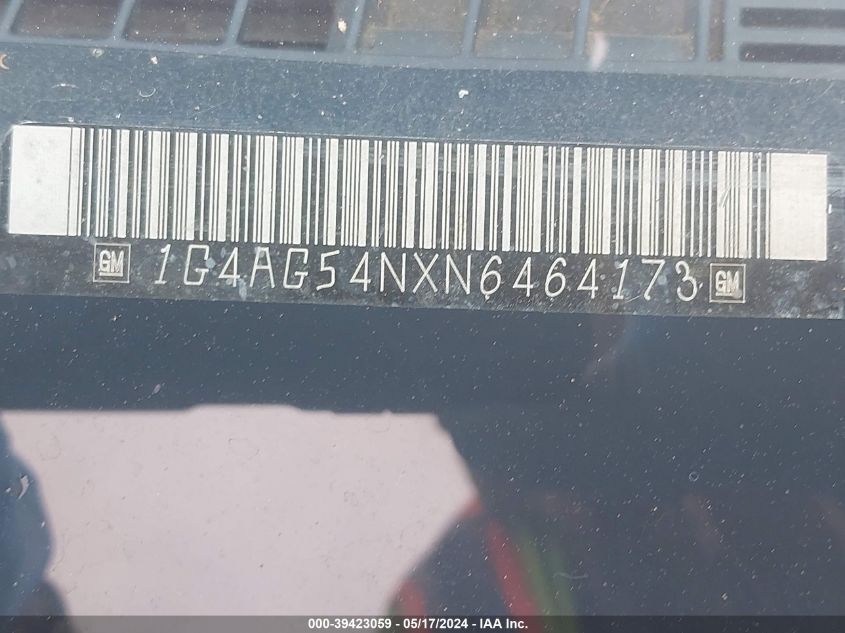 GM 1G4AG54NXN6464173 GM
000-39423059 - 05/17/2024 - IAA Inc.